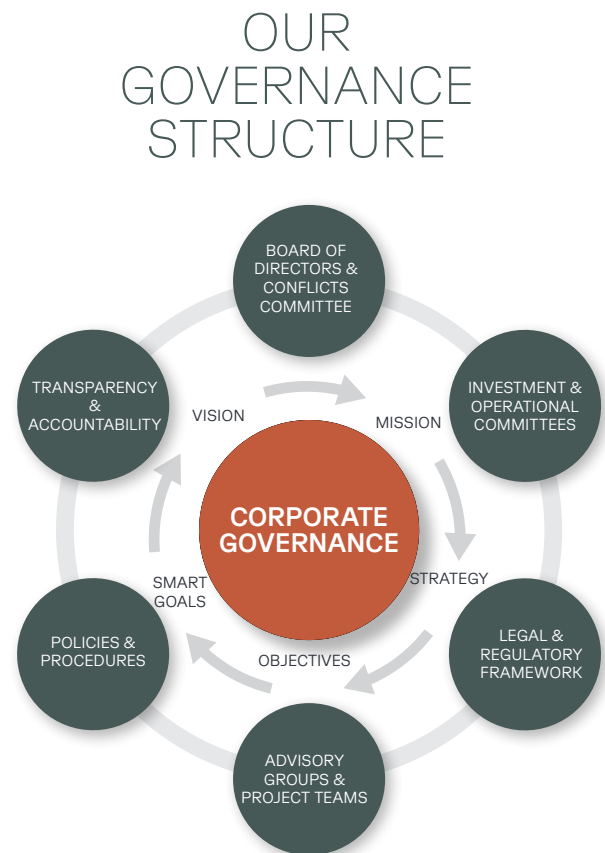 OUR
GOVERNANCE
STRUCTURE
BOARD OF
DIRECTORS &
CONFLICTS
COMMITTEE
TRANSPARENCY
&
ACCOUNTABILITY
INVESTMENT &
OPERATIONAL
COMMITTEES
VISION
MISSION
CORPORATE
GOVERNANCE
SMART
GOALS
STRATEGY
OBJECTIVES
POLICIES &
PROCEDURES
LEGAL &
REGULATORY
FRAMEWORK
ADVISORY
GROUPS &
PROJECT TEAMS